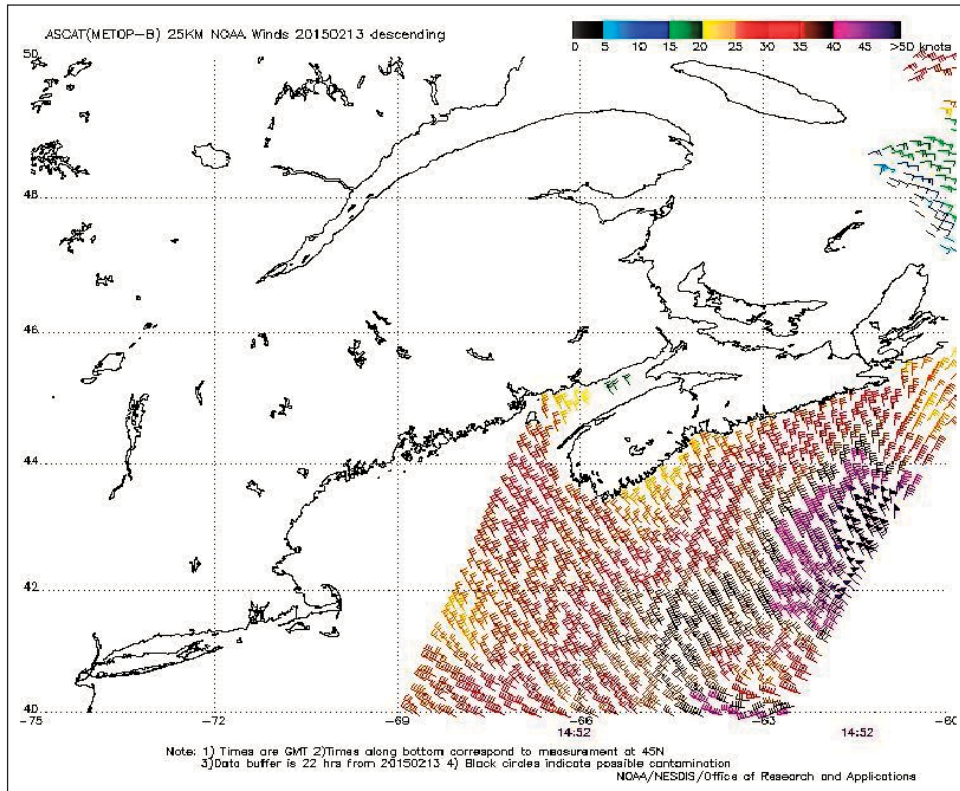 ASCAT(METOP-B) 25KM NOAA Winds 20150213 descending
0 5 10 15 20 25 30 35 40 45 >50 knots
50
48
46
44
42
40
-75 -72 -69 -66 -63 -60
14:52 14:52
Note: 1) Times are GMT 2)Times along bottom correspond to measurement at 45N
3)Data buffer is 22 hrs from 20150213 4) Black circles indicate possible contamination
NOAA/NESDIS/Office of Research and Applications